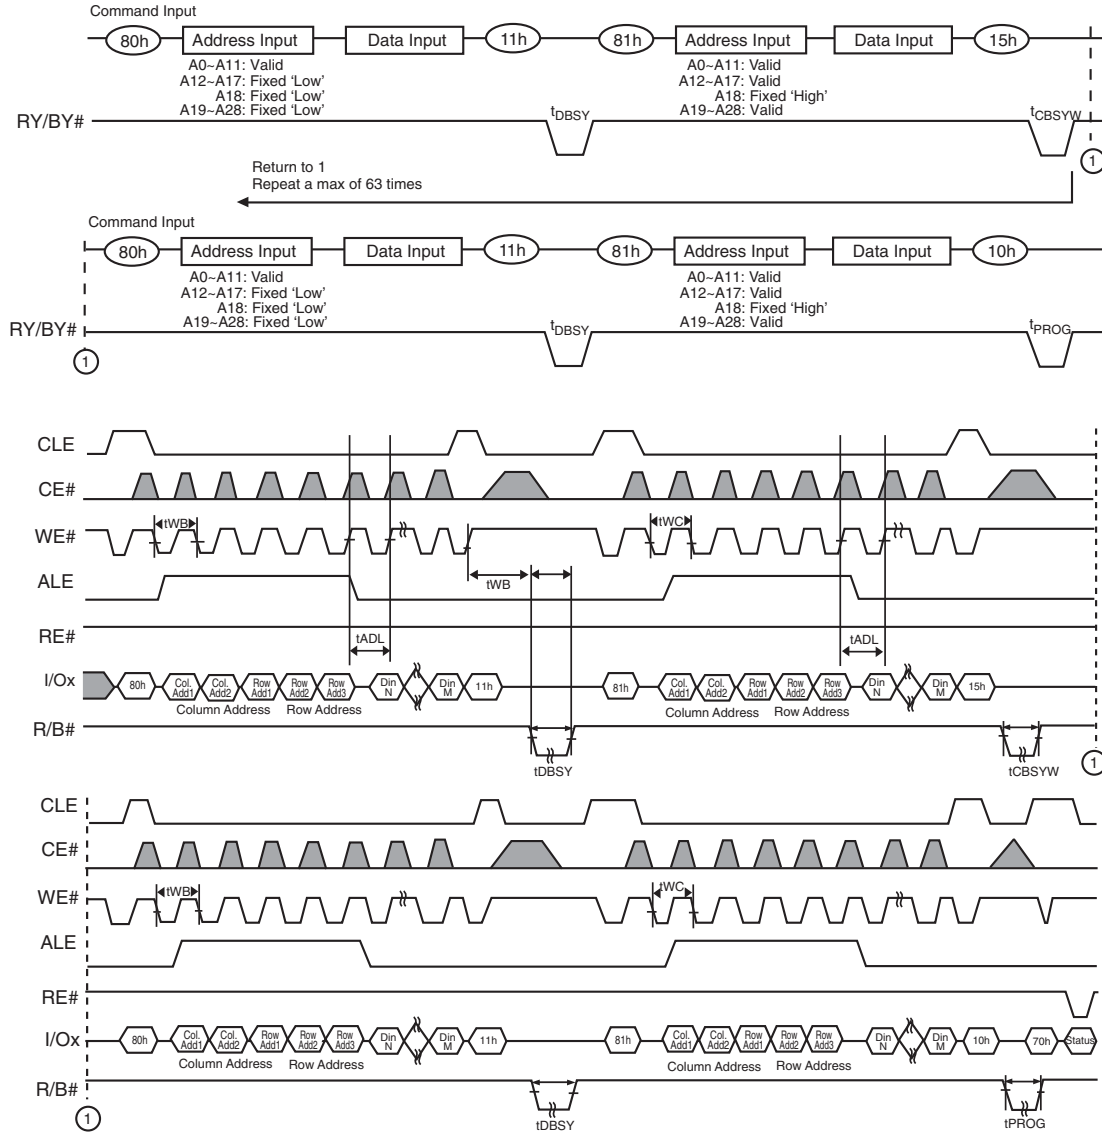 Command Input
80h Address Input Data Input 11h 81h Address Input Data Input 15h
A0~A11: Valid A0~A11: Valid
A12~A17: Fixed ‘Low’ A12~A17: Valid
A18: Fixed ‘Low’ A18: Fixed ‘High’
A19~A28: Fixed ‘Low’ A19~A28: Valid
RY/BY# tDBSY tCBSYW
1
Return to 1
Repeat a max of 63 times
Command Input
80h Address Input Data Input 11h 81h Address Input Data Input 10h
A0~A11: Valid A0~A11: Valid
A12~A17: Fixed ‘Low’ A12~A17: Valid
A18: Fixed ‘Low’ A18: Fixed ‘High’
A19~A28: Fixed ‘Low’ A19~A28: Valid
RY/BY# tDBSY tPROG
1
CLE
CE#
WE# tWB tWC
ALE tWB
RE#
tADL tADL
I/Ox 80h Col. Add1 Col. Add2 Row Add1 Row Add2 Row Add3 Din N Din M 11h 81h Col. Add1 Col. Add2 Row Add1 Row Add2 Row Add3 Din N Din M 15h
Column Address Row Address Column Address Row Address
R/B#
tDBSY tCBSYW 1
CLE
CE#
WE# tWB tWC
ALE
RE#
I/Ox 80h Col. Add1 Col. Add2 Row Add1 Row Add2 Row Add3 Din N Din M 11h 81h Col. Add1 Col. Add2 Row Add1 Row Add2 Row Add3 Din N Din M 10h 70h Status
Column Address Row Address Column Address Row Address
R/B#
1 tDBSY tPROG